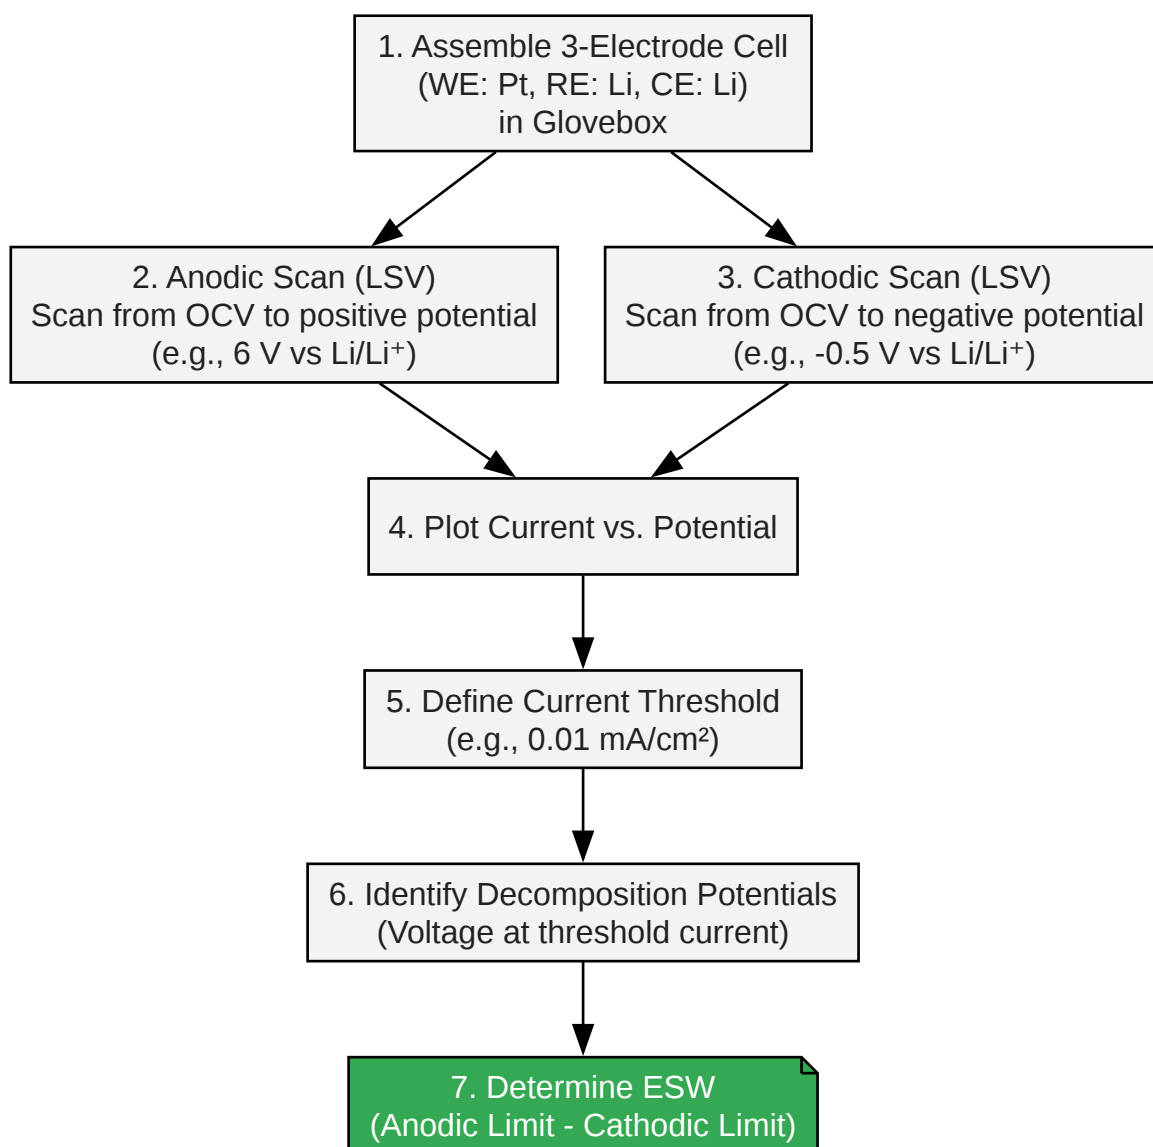 1. Assemble 3-Electrode Cell
(WE: Pt, RE: Li, CE: Li)
in Glovebox
2. Anodic Scan (LSV)
Scan from OCV to positive potential
(e.g., 6 V vs Li/Li⁺)
3. Cathodic Scan (LSV)
Scan from OCV to negative potential
(e.g., -0.5 V vs Li/Li⁺)
4. Plot Current vs. Potential
5. Define Current Threshold
(e.g., 0.01 mA/cm²)
6. Identify Decomposition Potentials
(Voltage at threshold current)
7. Determine ESW
(Anodic Limit - Cathodic Limit)